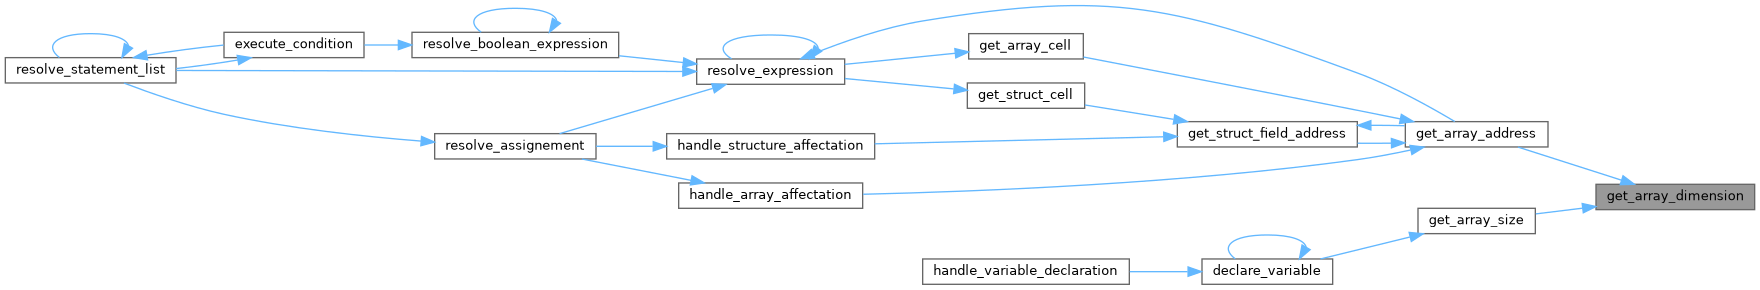 execute_condition
resolve_boolean_expression
get_array_cell
resolve_statement_list
resolve_expression
get_struct_cell
get_struct_field_address
get_array_address
resolve_assignement
handle_structure_affectation
handle_array_affectation
get_array_dimension
get_array_size
handle_variable_declaration
declare_variable